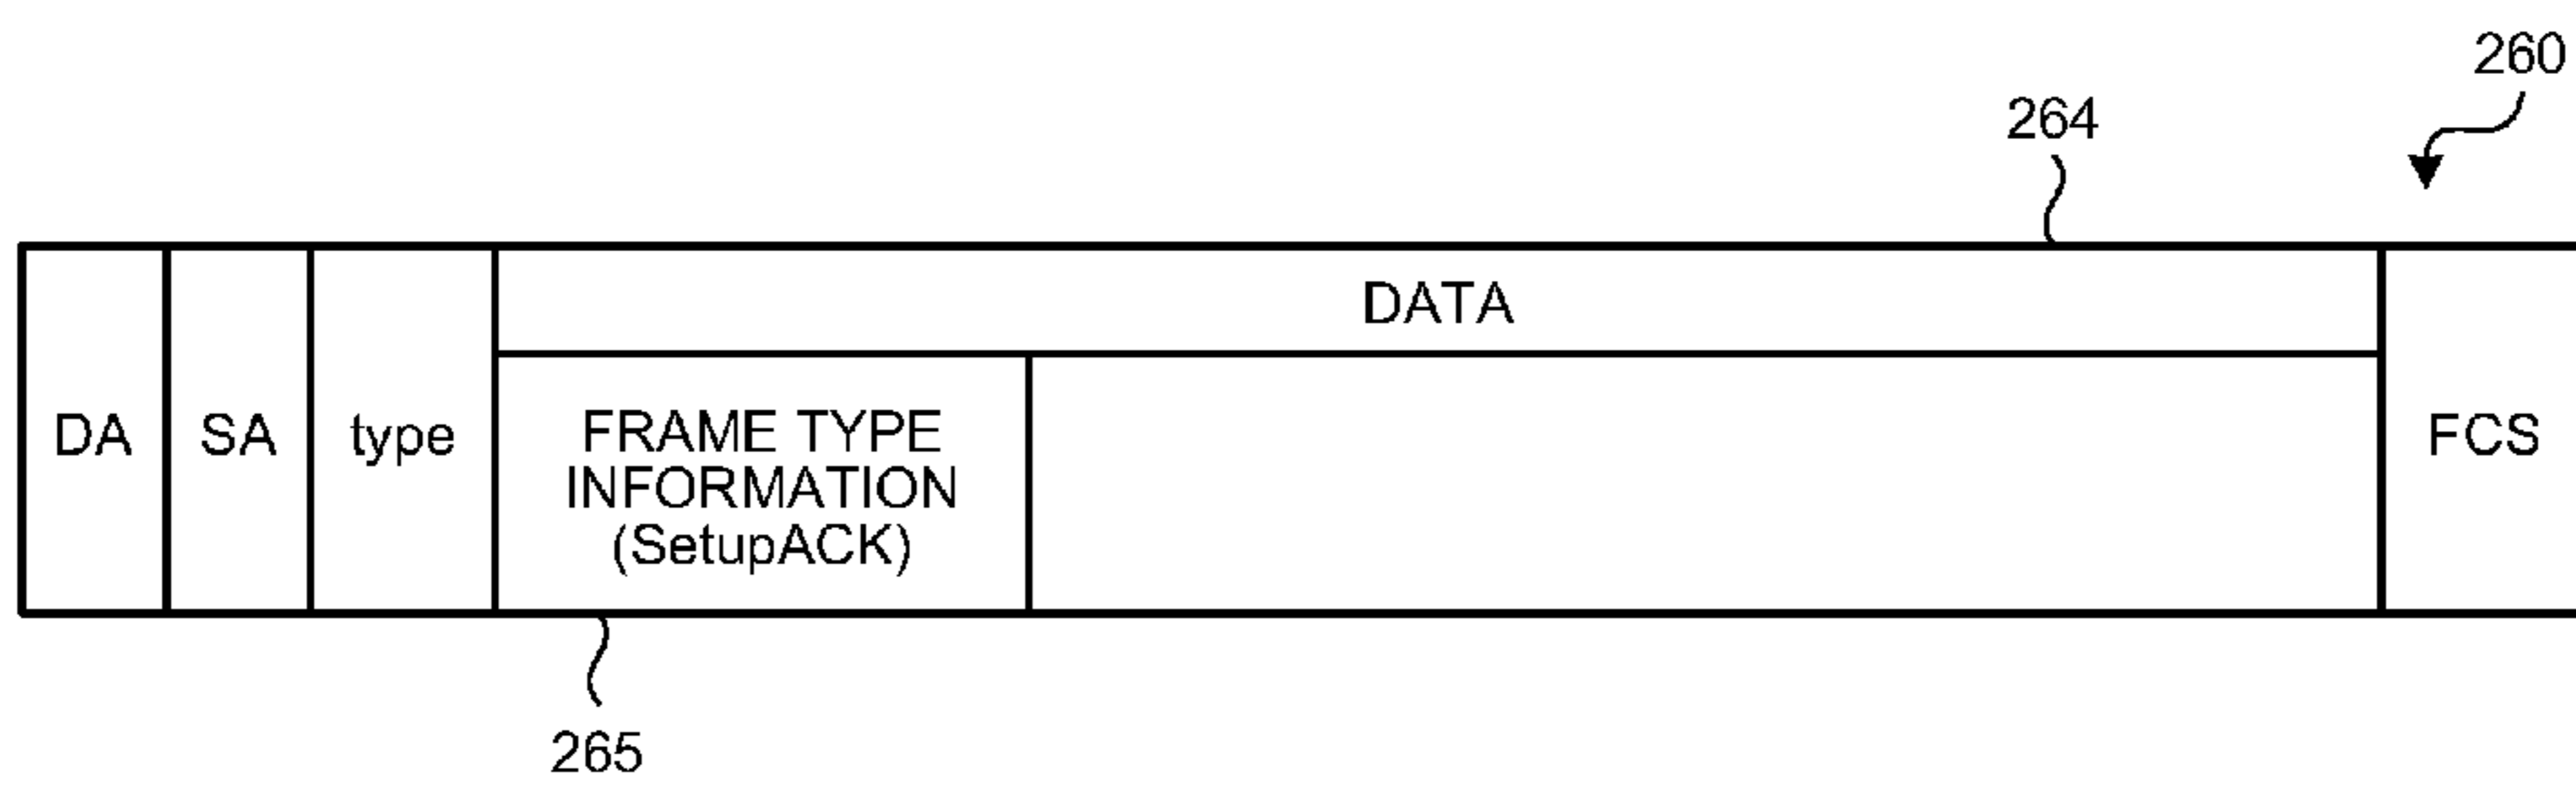 260
264
DATA
DA
SA
type
FRAME TYPE
INFORMATION
(SetupACK)
FCS
265